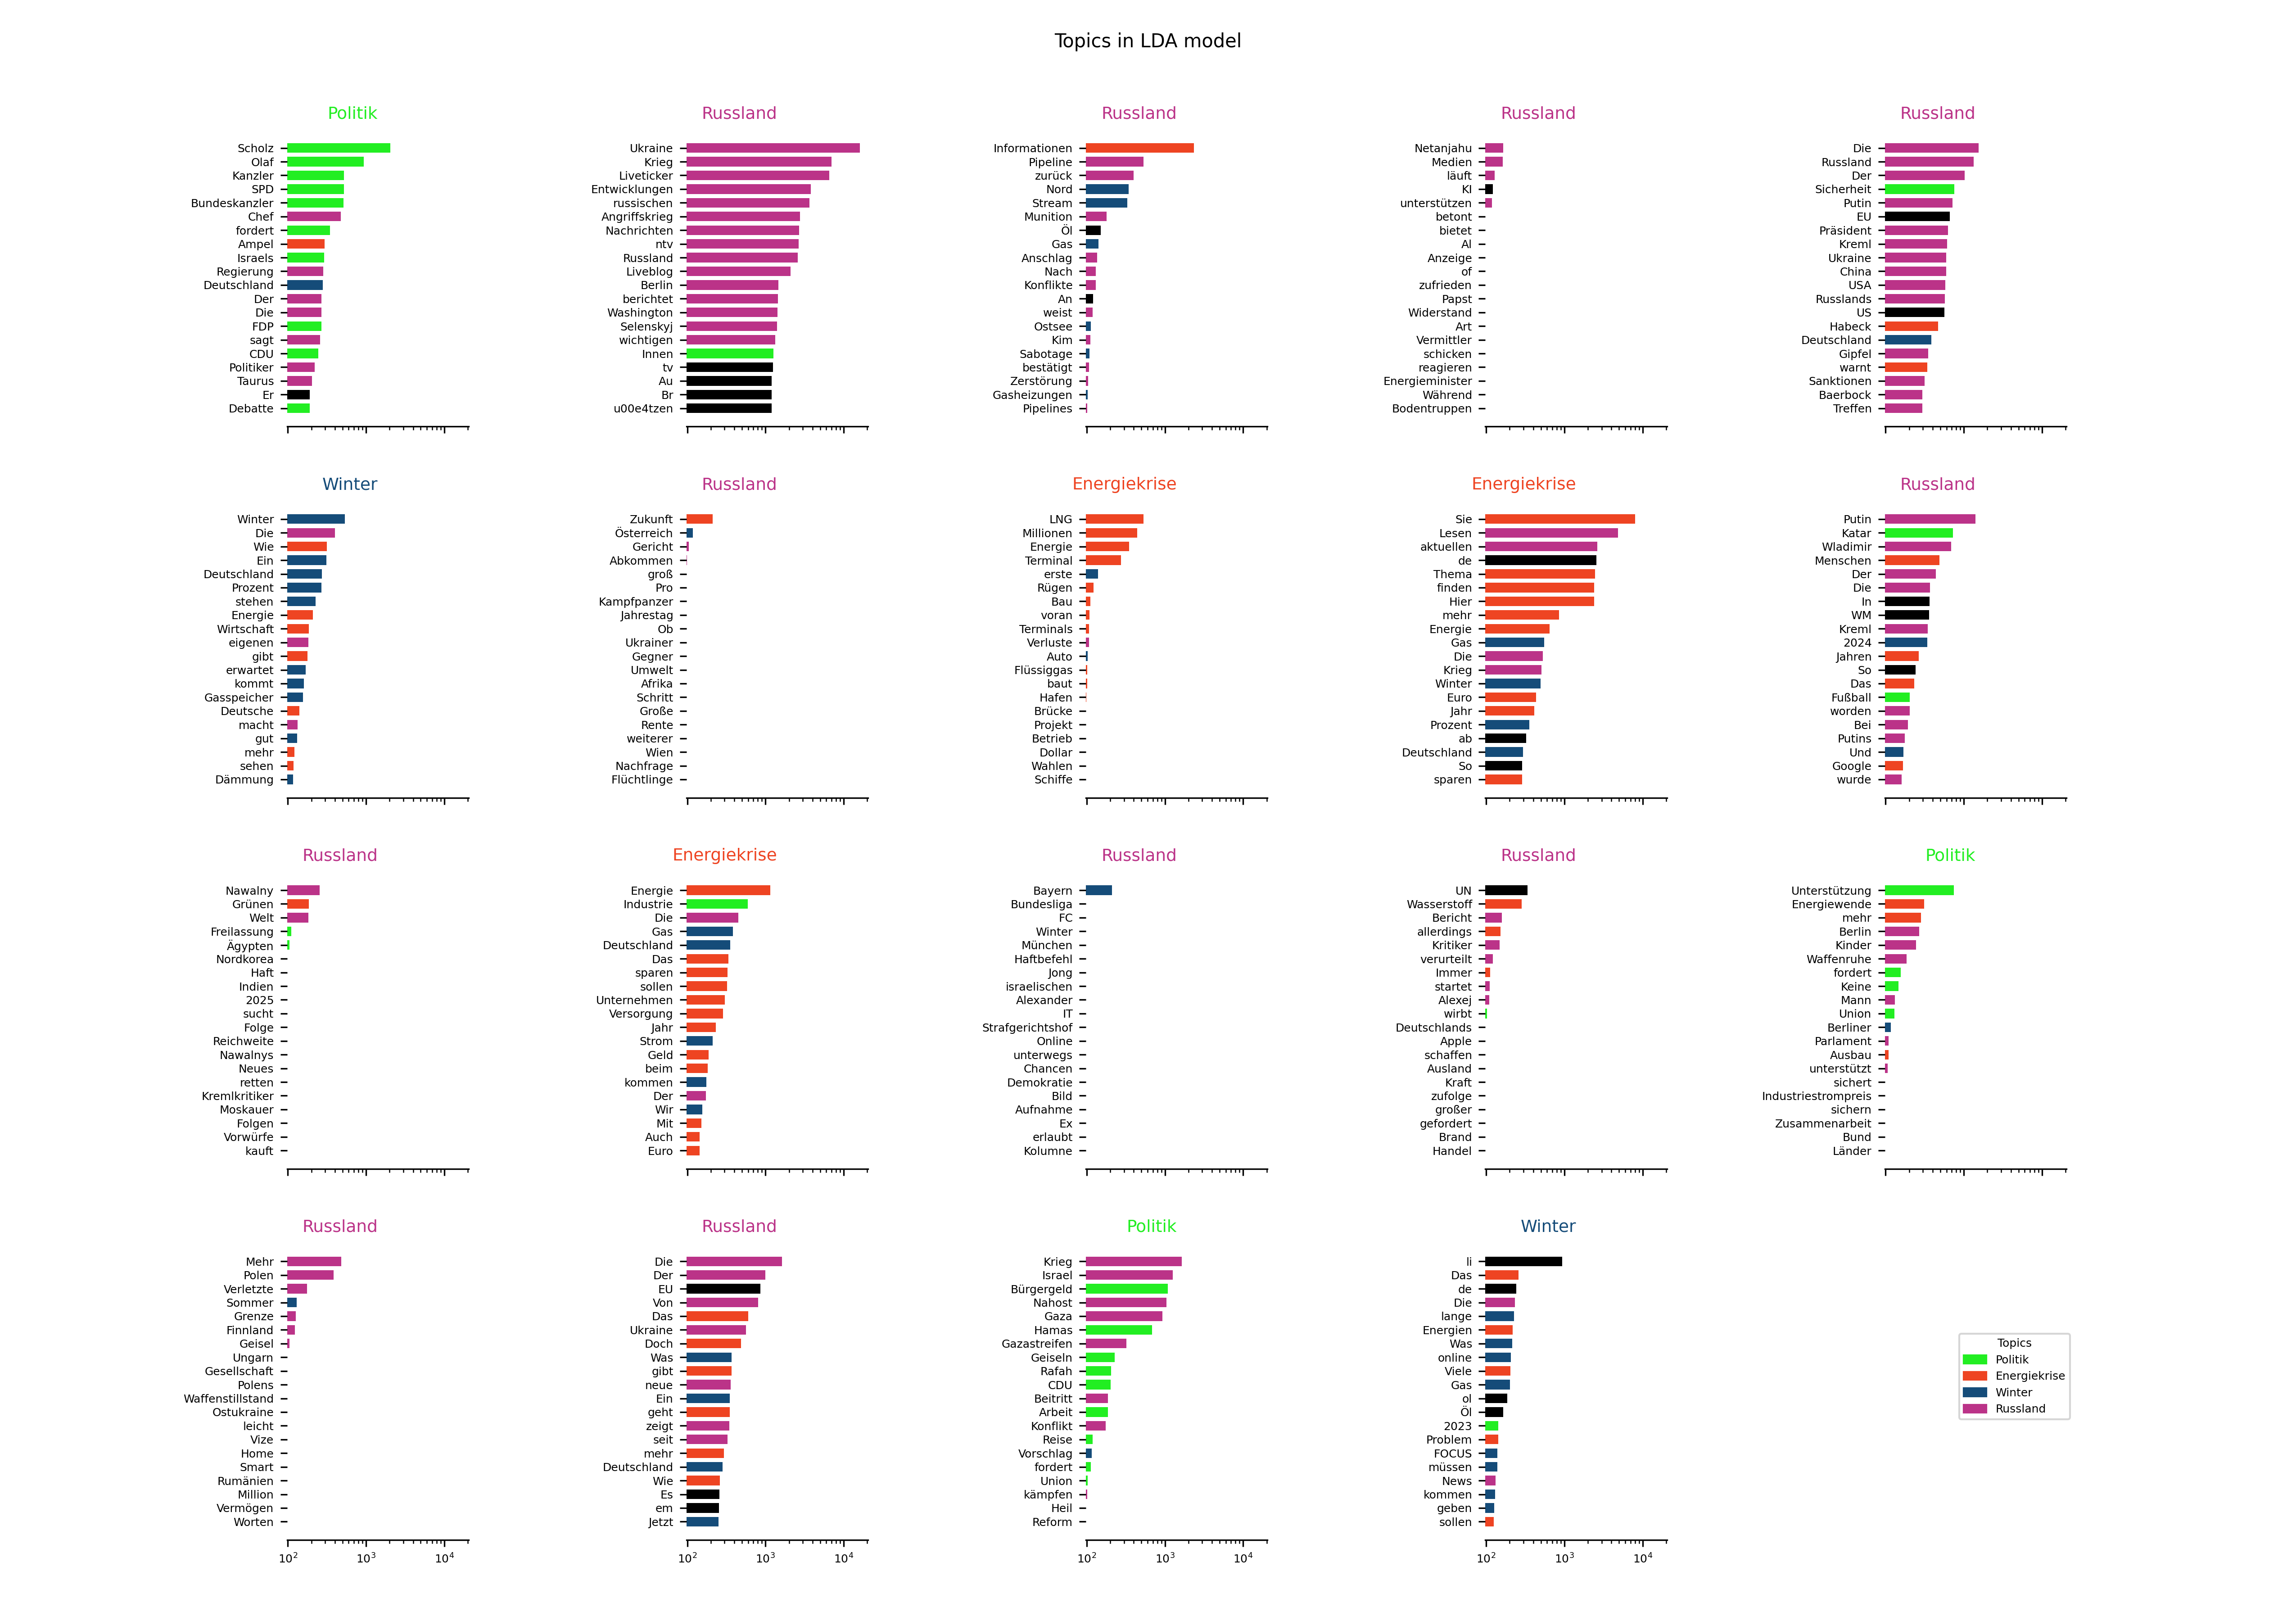 Topics in LDA model
Politik
Scholz
Olaf
Kanzler
SPD
Bundeskanzler
Chef
fordert
Ampel
Israels
Regierung
Deutschland
Der
Die
FDP
sagt
CDU
Politiker
Taurus
Er
Debatte
Russland
Ukraine
Krieg
Liveticker
Entwicklungen
russischen
Angriffskrieg
Nachrichten
ntv
Russland
Liveblog
Berlin
berichtet
Washington
Selenskyj
wichtigen
Innen
tv
Au
Br
u00e4tzen
Russland
Informationen
Pipeline
zurück
Nord
Stream
Munition
Öl
Gas
Anschlag
Nach
Konflikte
An
weist
Ostsee
Kim
Sabotage
bestätigt
Zerstörung
Gasheizungen
Pipelines
Russland
Netanjahu
Medien
läuft
KI
unterstützen
betont
bietet
Al
Anzeige
of
zufrieden
Papst
Widerstand
Art
Vermittler
schicken
reagieren
Energieminister
Während
Bodentruppen
Russland
Die
Russland
Der
Sicherheit
Putin
EU
Präsident
Kreml
Ukraine
China
USA
Russlands
US
Habeck
Deutschland
Gipfel
warnt
Sanktionen
Baerbock
Treffen
Winter
Winter
Die
Wie
Ein
Deutschland
Prozent
stehen
Energie
Wirtschaft
eigenen
gibt
erwartet
kommt
Gasspeicher
Deutsche
macht
gut
mehr
sehen
Dämmung
Russland
Zukunft
Österreich
Gericht
Abkommen
groß
Pro
Kampfpanzer
Jahrestag
Ob
Ukrainer
Gegner
Umwelt
Afrika
Schritt
Große
Rente
weiterer
Wien
Nachfrage
Flüchtlinge
Energiekrise
LNG
Millionen
Energie
Terminal
erste
Rügen
Bau
voran
Terminals
Verluste
Auto
Flüssiggas
baut
Hafen
Brücke
Projekt
Betrieb
Dollar
Wahlen
Schiffe
Energiekrise
Sie
Lesen
aktuellen
de
Thema
finden
Hier
mehr
Energie
Gas
Die
Krieg
Winter
Euro
Jahr
Prozent
ab
Deutschland
So
sparen
Russland
Putin
Katar
Wladimir
Menschen
Der
Die
In
WM
Kreml
2024
Jahren
So
Das
Fußball
worden
Bei
Putins
Und
Google
wurde
Russland
Nawalny
Grünen
Welt
Freilassung
Ägypten
Nordkorea
Haft
Indien
2025
sucht
Folge
Reichweite
Nawalnys
Neues
retten
Kremlkritiker
Moskauer
Folgen
Vorwürfe
kauft
Energiekrise
Energie
Industrie
Die
Gas
Deutschland
Das
sparen
sollen
Unternehmen
Versorgung
Jahr
Strom
Geld
beim
kommen
Der
Wir
Mit
Auch
Euro
Russland
Bayern
Bundesliga
FC
Winter
München
Haftbefehl
Jong
israelischen
Alexander
IT
Strafgerichtshof
Online
unterwegs
Chancen
Demokratie
Bild
Aufnahme
Ex
erlaubt
Kolumne
Russland
UN
Wasserstoff
Bericht
allerdings
Kritiker
verurteilt
Immer
startet
Alexej
wirbt
Deutschlands
Apple
schaffen
Ausland
Kraft
zufolge
großer
gefordert
Brand
Handel
Politik
Unterstützung
Energiewende
mehr
Berlin
Kinder
Waffenruhe
fordert
Keine
Mann
Union
Berliner
Parlament
Ausbau
unterstützt
sichert
Industriestrompreis
sichern
Zusammenarbeit
Bund
Länder
Russland
Mehr
Polen
Verletzte
Sommer
Grenze
Finnland
Geisel
Ungarn
Gesellschaft
Polens
Waffenstillstand
Ostukraine
leicht
Vize
Home
Smart
Rumänien
Million
Vermögen
Worten
10² 10³ 10⁴
Russland
Die
Der
EU
Von
Das
Ukraine
Doch
Was
gibt
neue
Ein
geht
zeigt
seit
mehr
Deutschland
Wie
Es
em
Jetzt
10² 10³ 10⁴
Politik
Krieg
Israel
Bürgergeld
Nahost
Gaza
Hamas
Gazastreifen
Geiseln
Rafah
CDU
Beitritt
Arbeit
Konflikt
Reise
Vorschlag
fordert
Union
kämpfen
Heil
Reform
10² 10³ 10⁴
Winter
li
Das
de
Die
lange
Energien
Was
online
Viele
Gas
ol
Öl
2023
Problem
FOCUS
müssen
News
kommen
geben
sollen
10² 10³ 10⁴
Topics
Politik
Energiekrise
Winter
Russland